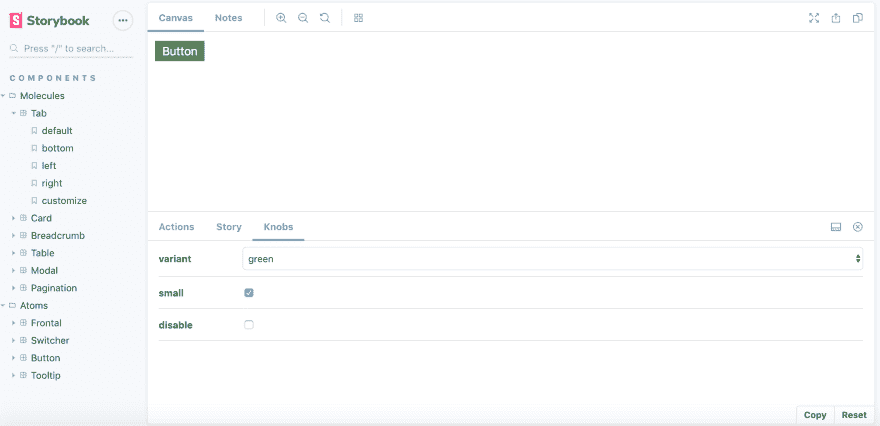 Storybook
Press "/" to search...
COMPONENTS
Molecules
Tab
default
bottom
left
right
customize
Card
Breadcrumb
Table
Modal
Pagination
Atoms
Frontal
Switcher
Button
Tooltip
Canvas Notes
Button
Actions Story Knobs
variant green
small
disable
Copy Reset